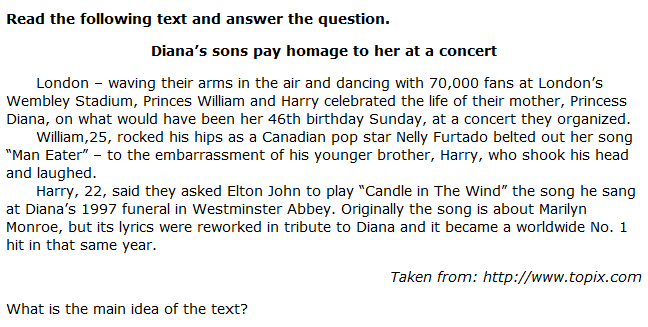 Read the following text and answer the question.
Diana’s sons pay homage to her at a concert
London – waving their arms in the air and dancing with 70,000 fans at London’s
Wembley Stadium, Princes William and Harry celebrated the life of their mother, Princess
Diana, on what would have been her 46th birthday Sunday, at a concert they organized.
William,25, rocked his hips as a Canadian pop star Nelly Furtado belted out her song
“Man Eater” – to the embarrassment of his younger brother, Harry, who shook his head
and laughed.
Harry, 22, said they asked Elton John to play “Candle in The Wind” the song he sang
at Diana’s 1997 funeral in Westminster Abbey. Originally the song is about Marilyn
Monroe, but its lyrics were reworked in tribute to Diana and it became a worldwide No. 1
hit in that same year.
Taken from: http://www.topix.com
What is the main idea of the text?